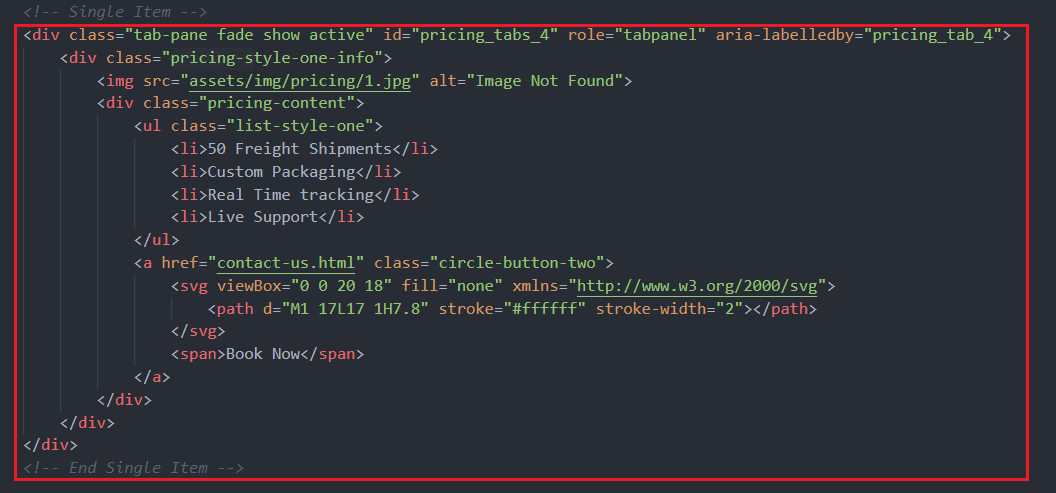 <!-- Single Item -->
<div class="tab-pane fade show active" id="pricing_tabs_4" role="tabpanel" aria-labelledby="pricing_tab_4">
<div class="pricing-style-one-info">
<img src="assets/img/pricing/1.jpg" alt="Image Not Found">
<div class="pricing-content">
<ul class="list-style-one">
<li>50 Freight Shipments</li>
<li>Custom Packaging</li>
<li>Real Time tracking</li>
<li>Live Support</li>
</ul>
<a href="contact-us.html" class="circle-button-two">
<svg viewBox="0 0 20 18" fill="none" xmlns="http://www.w3.org/2000/svg">
<path d="M1 17L17 1H7.8" stroke="#ffffff" stroke-width="2"></path>
</svg>
<span>Book Now</span>
</a>
</div>
</div>
</div>
<!-- End Single Item -->